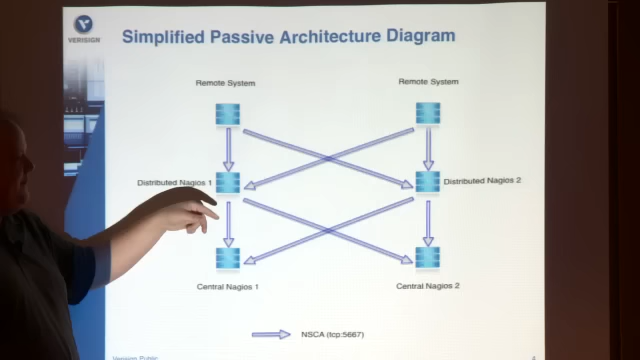 VERISIGN
Simplified Passive Architecture Diagram
Remote System
Remote System
Distributed Nagios 1
Distributed Nagios 2
Central Nagios 1
Central Nagios 2
NSCA (tcp:5667)
Verisign Public